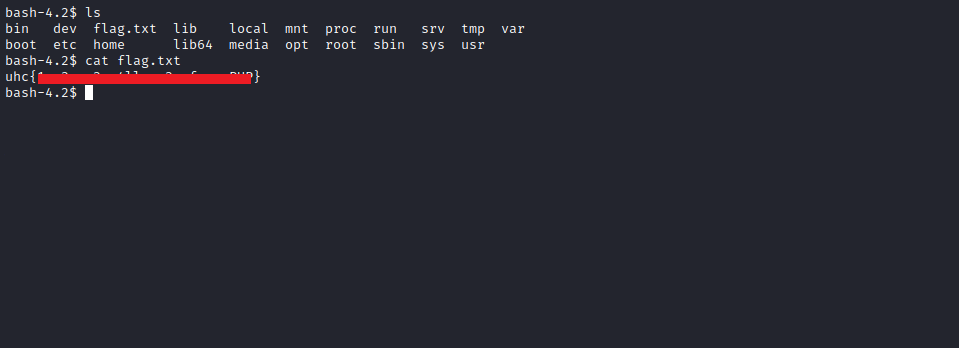 bash-4.2$ ls
bin   dev  flag.txt  lib    local  mnt  proc  run   srv  tmp  var
boot  etc  home      lib64  media  opt  root  sbin  sys  usr
bash-4.2$ cat flag.txt
uhc{}
bash-4.2$